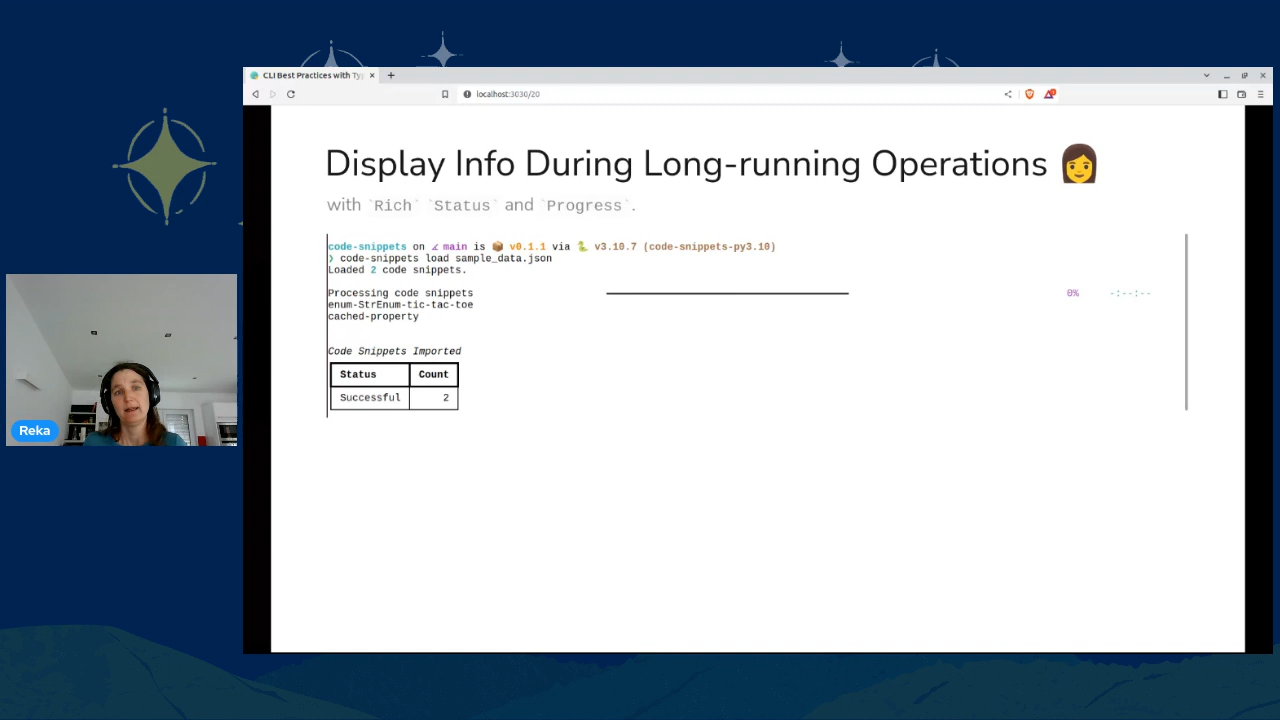 CLI Best Practices with Typ
localhost:3030/20
Display Info During Long-running Operations 👩
with `Rich` `Status` and `Progress`.
code-snippets on main is 📦 v0.1.1 via 🐍 v3.10.7 (code-snippets-py3.10)
❯ code-snippets load sample_data.json
Loaded 2 code snippets.
Processing code snippets 0% -:--:--
enum-StrEnum-tic-tac-toe
cached-property
Code Snippets Imported
Status Count
Successful 2
Reka